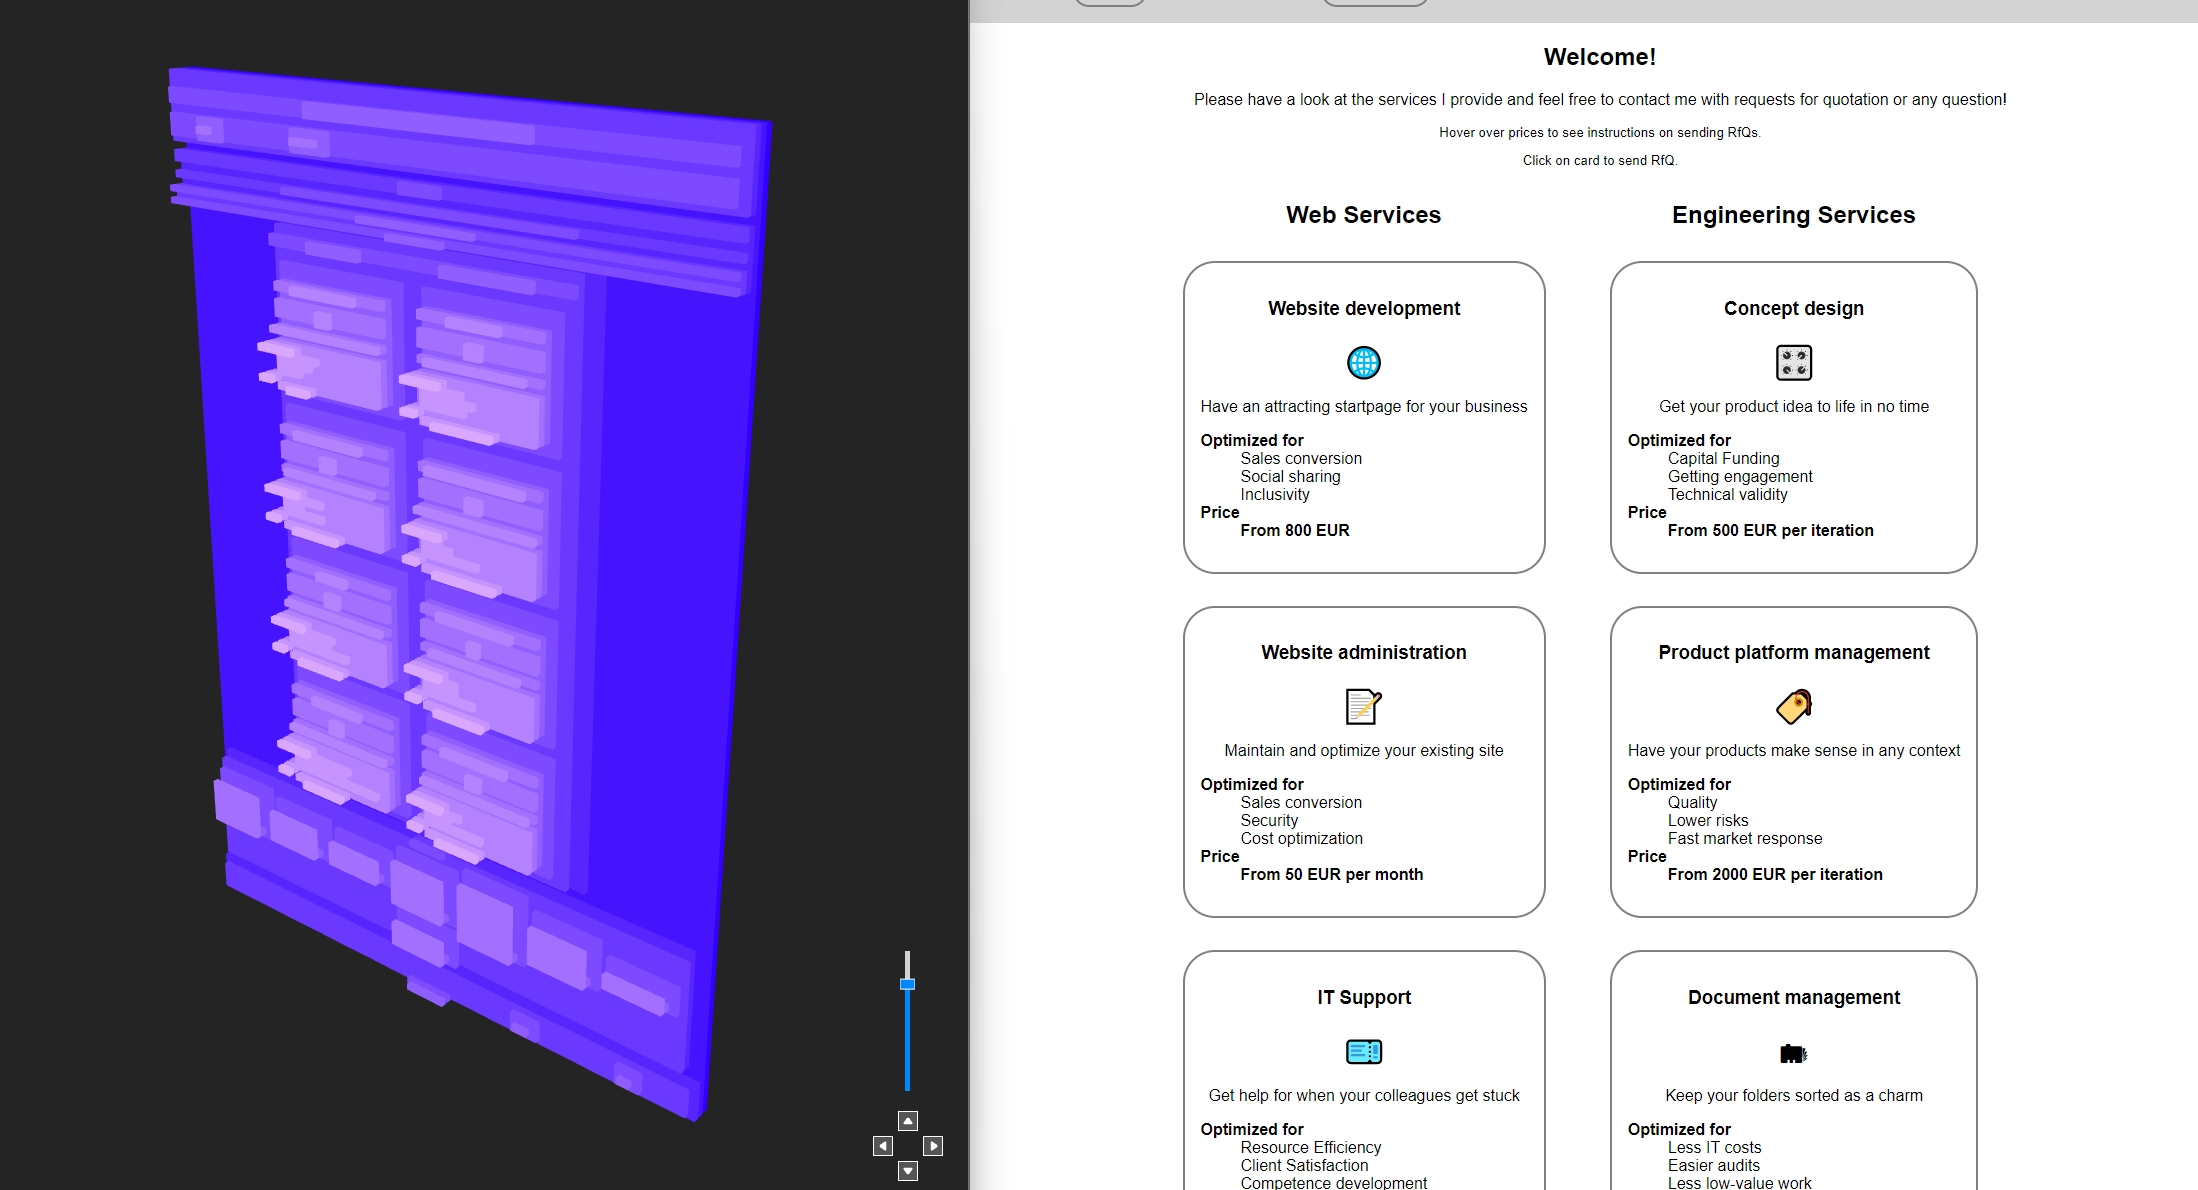 Welcome!
Please have a look at the services I provide and feel free to contact me with requests for quotation or any question!
Hover over prices to see instructions on sending RfQs.
Click on card to send RfQ.
Web Services
Website development
Have an attracting startpage for your business
Optimized for
Sales conversion
Social sharing
Inclusivity
Price
From 800 EUR
Website administration
Maintain and optimize your existing site
Optimized for
Sales conversion
Security
Cost optimization
Price
From 50 EUR per month
IT Support
Get help for when your colleagues get stuck
Optimized for
Resource Efficiency
Client Satisfaction
Competence development
Engineering Services
Concept design
Get your product idea to life in no time
Optimized for
Capital Funding
Getting engagement
Technical validity
Price
From 500 EUR per iteration
Product platform management
Have your products make sense in any context
Optimized for
Quality
Lower risks
Fast market response
Price
From 2000 EUR per iteration
Document management
Keep your folders sorted as a charm
Optimized for
Less IT costs
Easier audits
Less low-value work